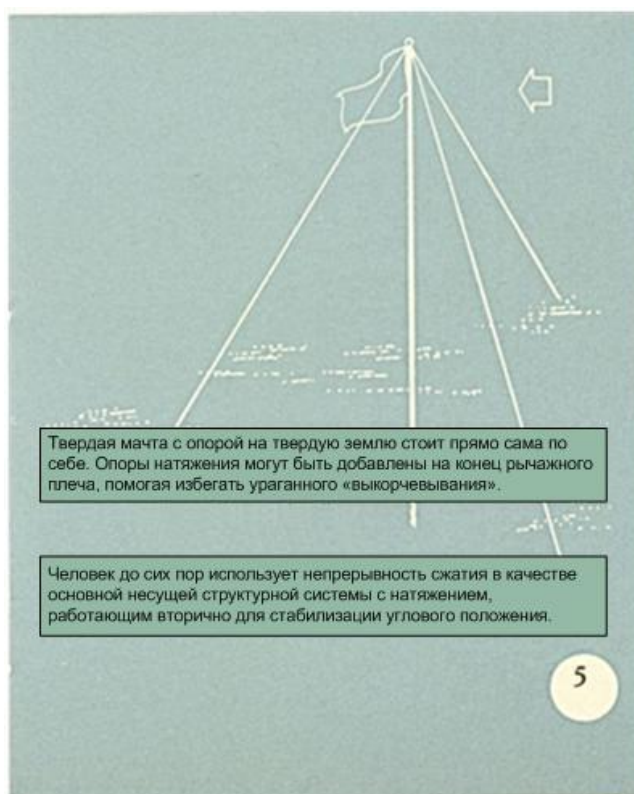 Твердая мачта с опорой на твердую землю стоит прямо сама по
себе. Опоры натяжения могут быть добавлены на конец рычажного
плеча, помогая избегать ураганного «выкорчевывания».
Человек до сих пор использует непрерывность сжатия в качестве
основной несущей структурной системы с натяжением,
работающим вторично для стабилизации углового положения.
5